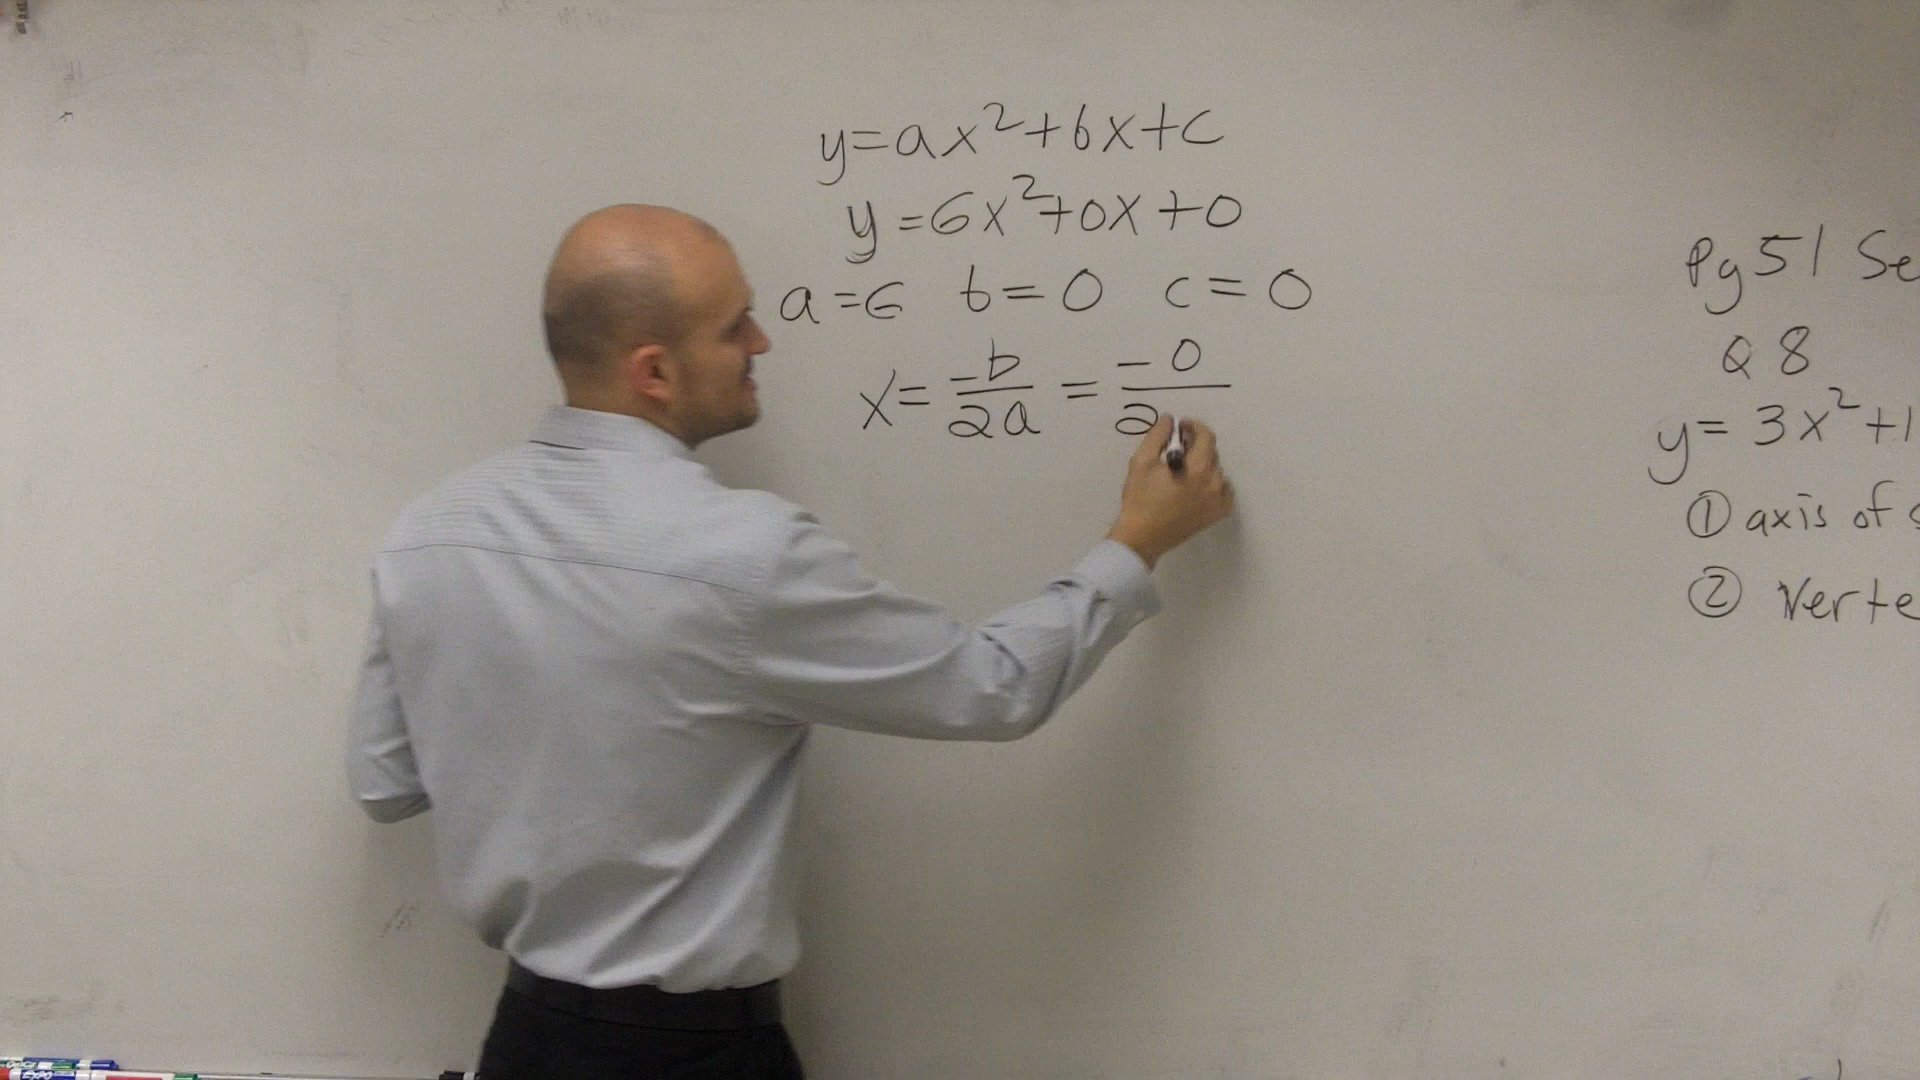 y=ax²+bx+c
y=6x²+0x+0
a=6 b=0 c=0
x= -b/2a = -0/2
Pg 51 Se
Q 8
y= 3x²+1
① axis of
② Verte
EXPO